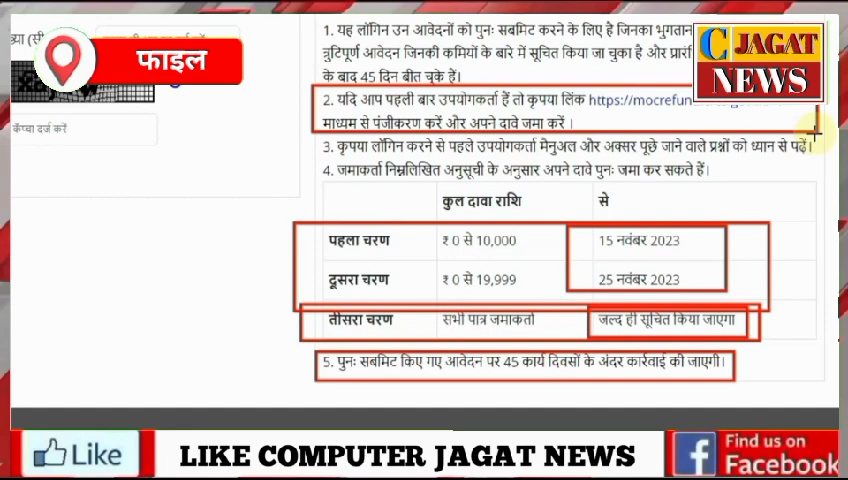 फाइल
C JAGAT
NEWS
कैप्चा दर्ज करें
1. यह लॉगिन उन आवेदनों को पुनः सबमिट करने के लिए है जिनका भुगतान
त्रुटिपूर्ण आवेदन जिनकी कमियों के बारे में सूचित किया जा चुका है और
के बाद 45 दिन बीत चुके हैं।
2. यदि आप पहली बार उपयोगकर्ता हैं तो कृपया लिंक
माध्यम से पंजीकरण करें और अपने दावे जमा करें ।
3. कृपया लॉगिन करने से पहले उपयोगकर्ता मैनुअल और अक्सर पूछे जाने वाले प्रश्नों को ध्यान से पढ़ें।
4. जमाकर्ता निम्नलिखित अनुसूची के अनुसार अपने दावे पुनः जमा कर सकते हैं।
कुल दावा राशि से
पहला चरण ₹ 0 से 10,000 15 नवंबर 2023
दूसरा चरण ₹ 0 से 19,999 25 नवंबर 2023
तीसरा चरण सभी पात्र जमाकर्ता जल्द ही सूचित किया जाएगा
5. पुनः सबमिट किए गए आवेदन पर 45 कार्य दिवसों के अंदर कार्रवाई की जाएगी।
Like
LIKE COMPUTER JAGAT NEWS
f Find us on
Facebook